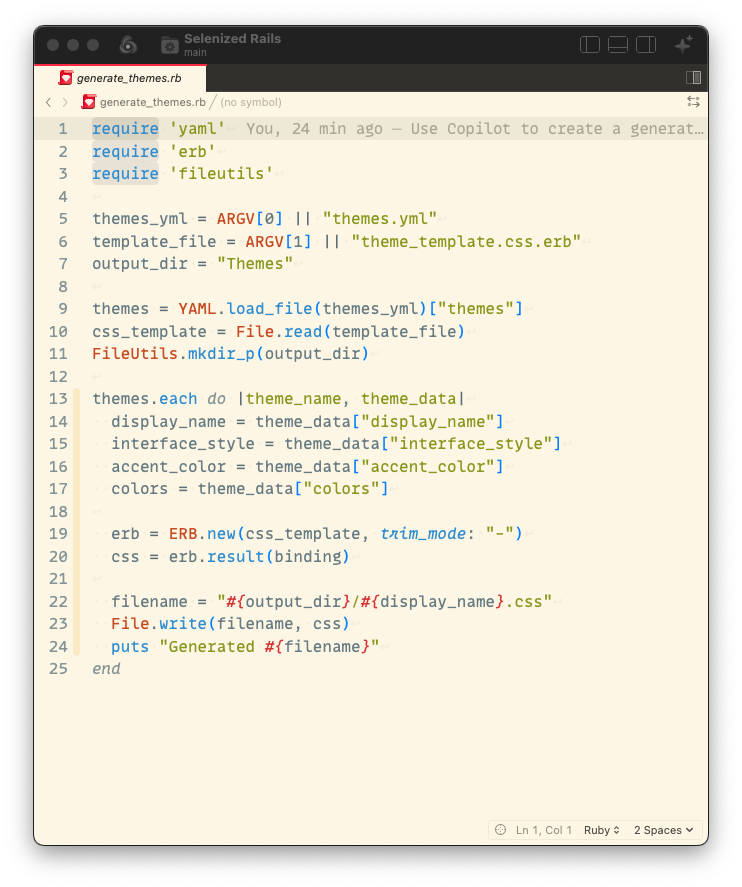 Selenized Rails
main
generate_themes.rb
generate_themes.rb (no symbol)
1 require 'yaml' You, 24 min ago — Use Copilot to create a generat…
2 require 'erb'
3 require 'fileutils'
4
5 themes_yml = ARGV[0] || "themes.yml"
6 template_file = ARGV[1] || "theme_template.css.erb"
7 output_dir = "Themes"
8
9 themes = YAML.load_file(themes_yml)["themes"]
10 css_template = File.read(template_file)
11 FileUtils.mkdir_p(output_dir)
12
13 themes.each do |theme_name, theme_data|
14   display_name = theme_data["display_name"]
15   interface_style = theme_data["interface_style"]
16   accent_color = theme_data["accent_color"]
17   colors = theme_data["colors"]
18
19   erb = ERB.new(css_template, trim_mode: "-")
20   css = erb.result(binding)
21
22   filename = "#{output_dir}/#{display_name}.css"
23   File.write(filename, css)
24   puts "Generated #{filename}"
25 end
Ln 1, Col 1 Ruby 2 Spaces